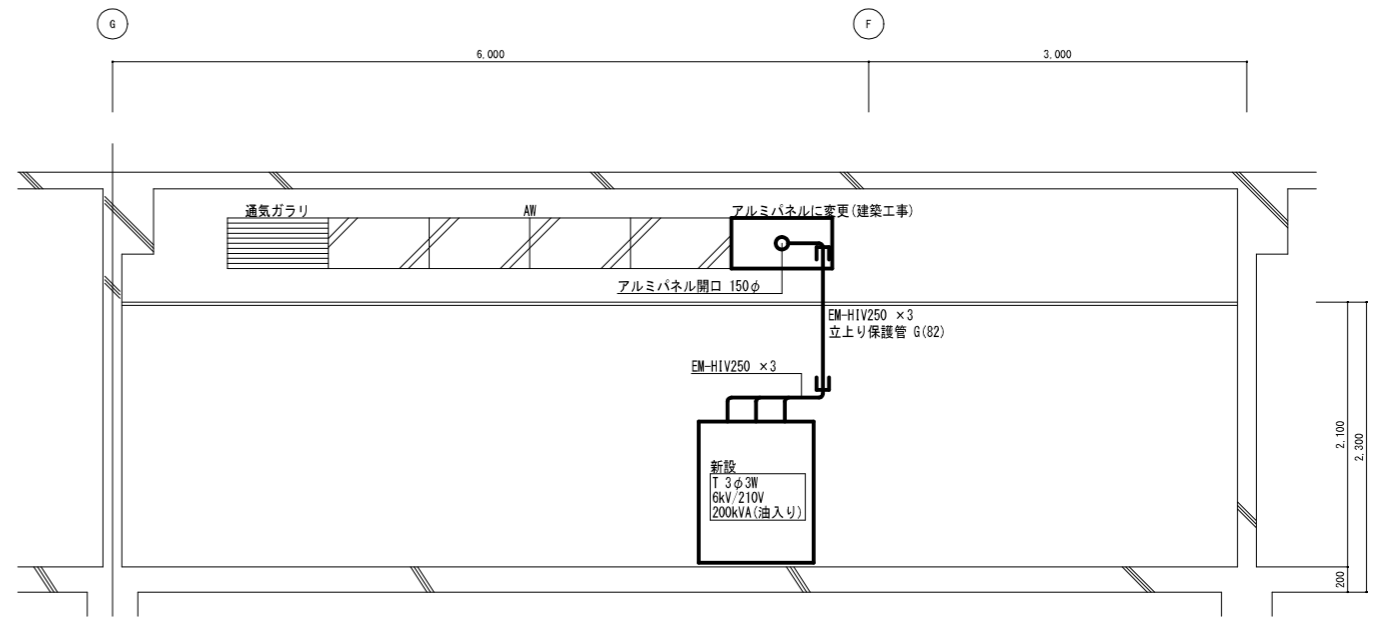 G
F
6,000
3,000
通気ガラリ
AW
アルミパネルに変更(建築工事)
アルミパネル開口 150φ
EM-HIV250 ×3
立上り保護管 G(82)
EM-HIV250 ×3
新設
T 3φ3W
6kV/210V
200kVA(油入り)
2,100
2,300
200